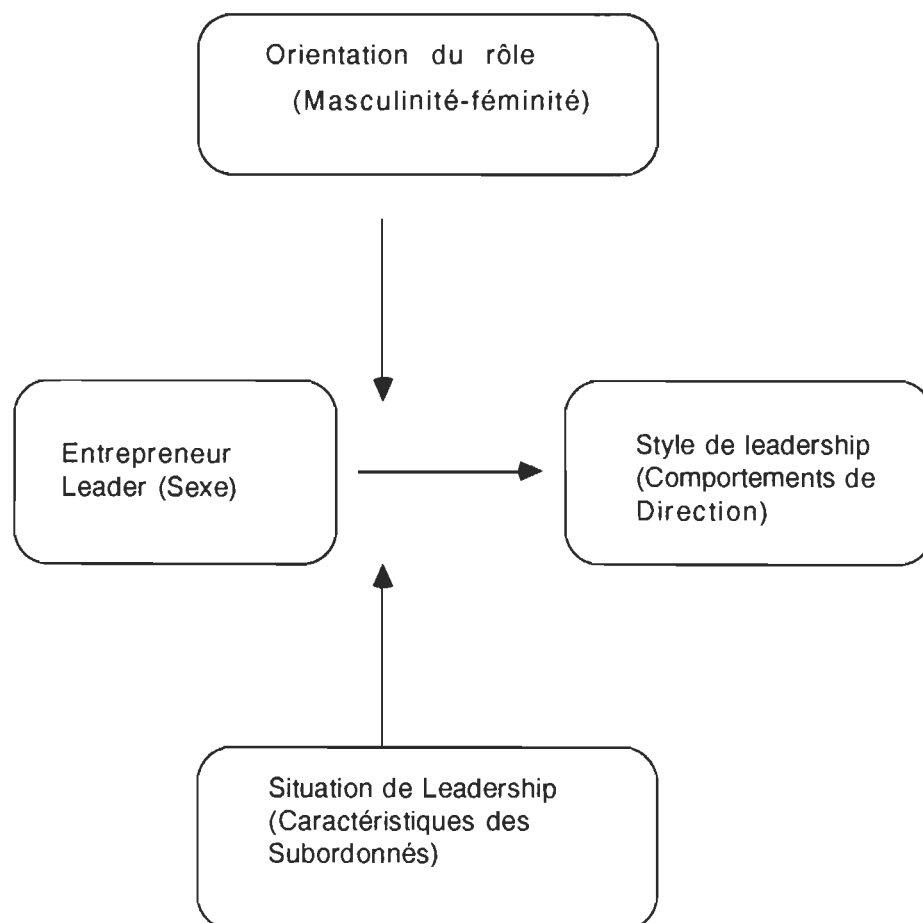 Orientation du rôle
(Masculinité-féminité)
Entrepreneur
Leader (Sexe)
Style de leadership
(Comportements de
Direction)
Situation de Leadership
(Caractéristiques des
Subordonnés)